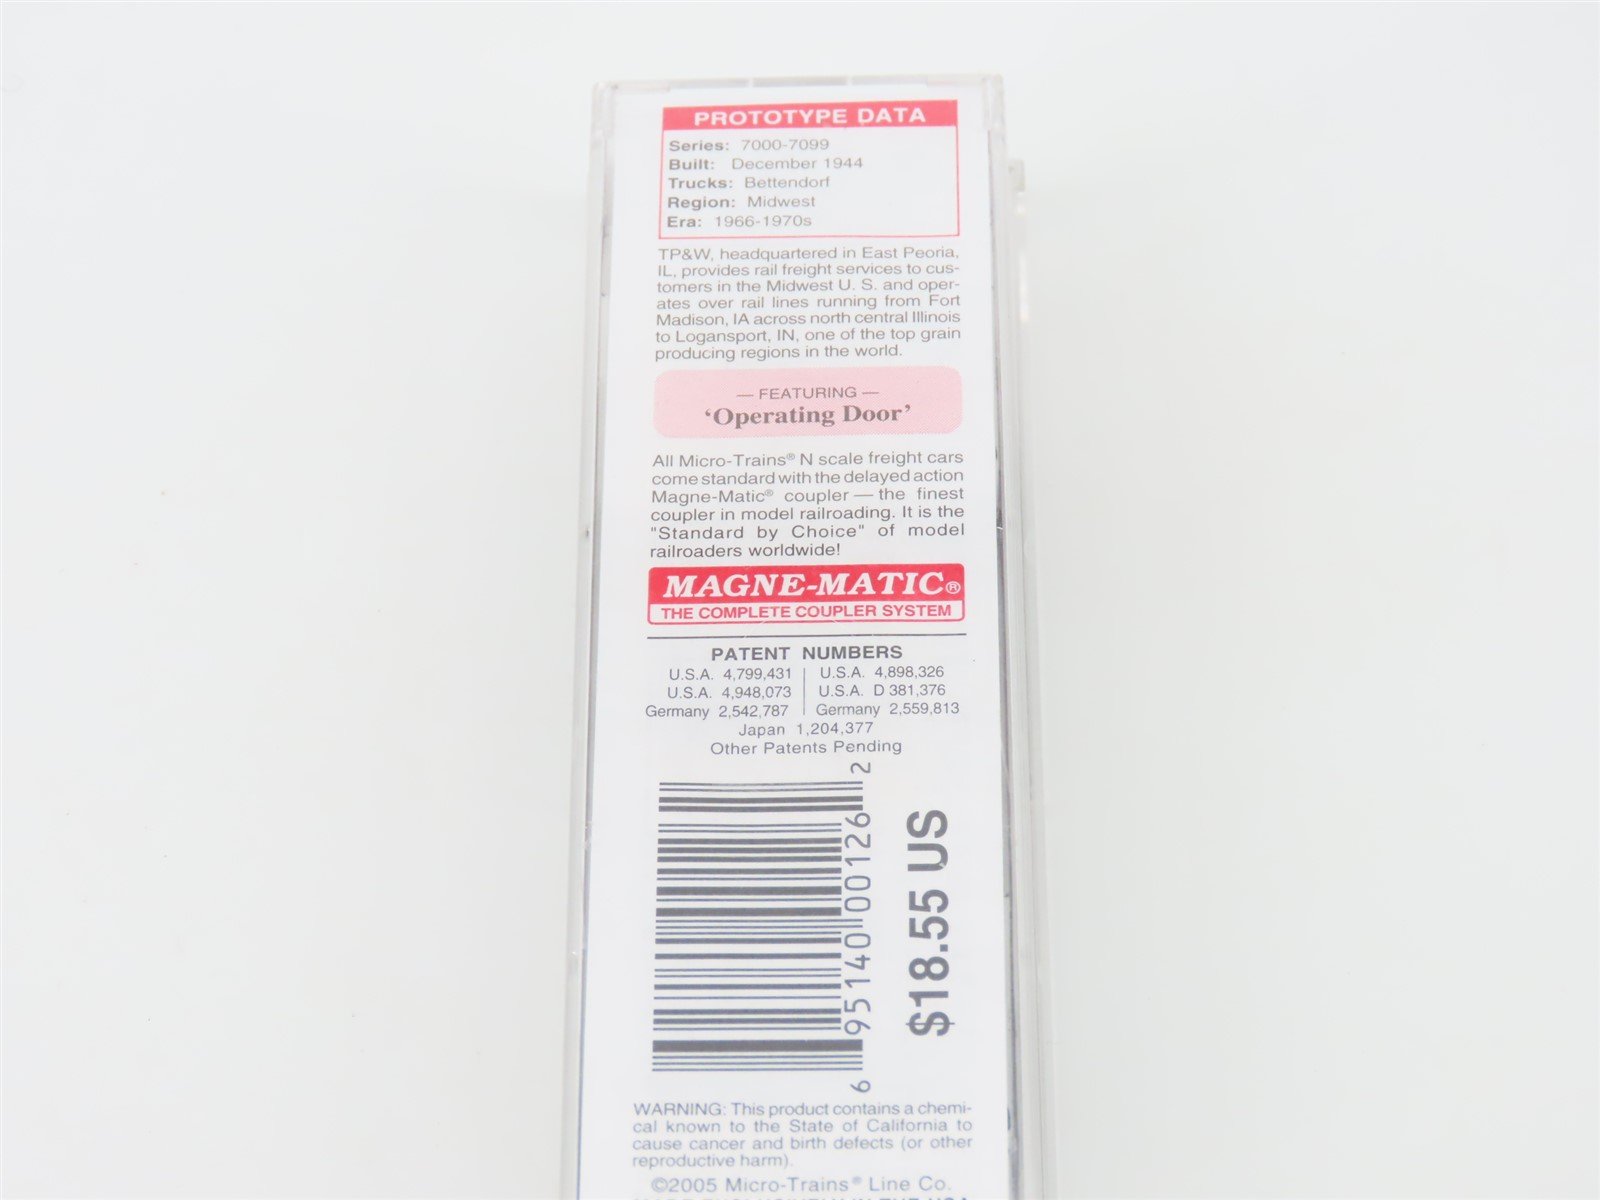 PROTOTYPE DATA
Series: 7000-7099
Built: December 1944
Trucks: Bettendorf
Region: Midwest
Era: 1966-1970s
TP&W, headquartered in East Peoria,
IL, provides rail freight services to cus-
tomers in the Midwest U. S. and oper-
ates over rail lines running from Fort
Madison, IA across north central Illinois
to Logansport, IN, one of the top grain
producing regions in the world.
— FEATURING —
‘Operating Door’
All Micro-Trains® N scale freight cars
come standard with the delayed action
Magne-Matic® coupler — the finest
coupler in model railroading. It is the
"Standard by Choice" of model
railroaders worldwide!
MAGNE-MATIC®
THE COMPLETE COUPLER SYSTEM
PATENT NUMBERS
U.S.A. 4,799,431 | U.S.A. 4,898,326
U.S.A. 4,948,073 | U.S.A. D 381,376
Germany 2,542,787 | Germany 2,559,813
Japan 1,204,377
Other Patents Pending
6 95140 00126 2
$18.55 US
WARNING: This product contains a chemi-
cal known to the State of California to
cause cancer and birth defects (or other
reproductive harm).
©2005 Micro-Trains® Line Co.